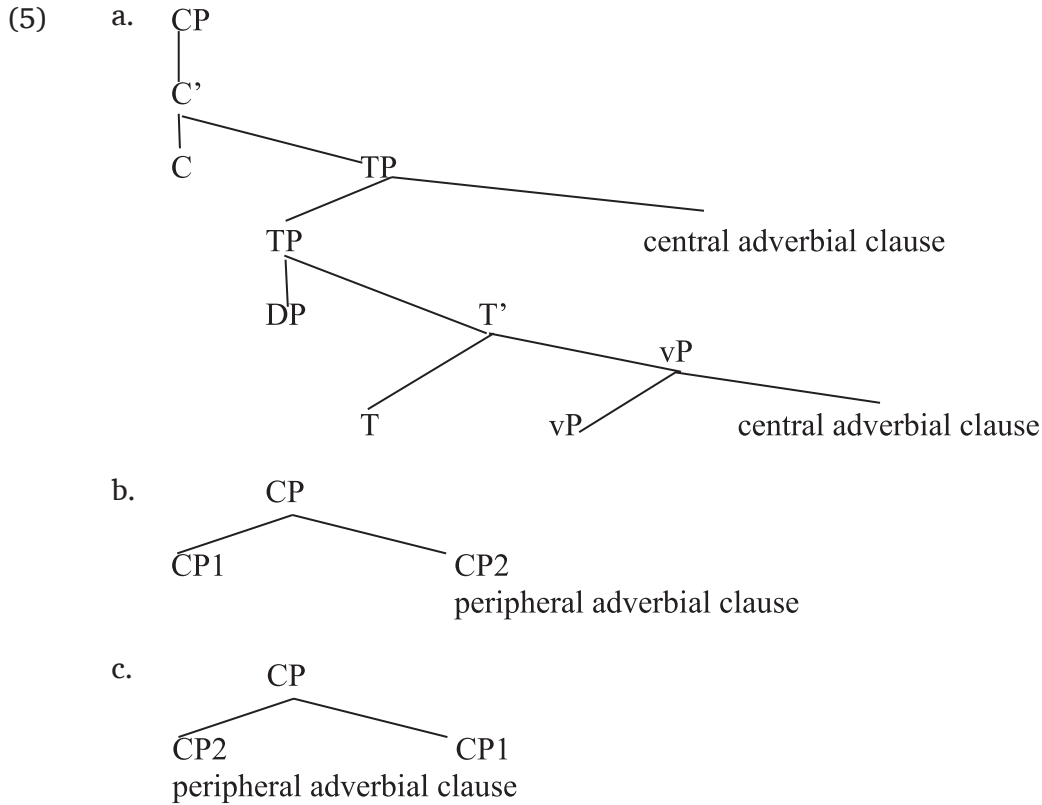 (5) a. CP
C’
C TP
TP central adverbial clause
DP T’
vP
T vP central adverbial clause
b. CP
CP1 CP2
peripheral adverbial clause
c. CP
CP2 CP1
peripheral adverbial clause